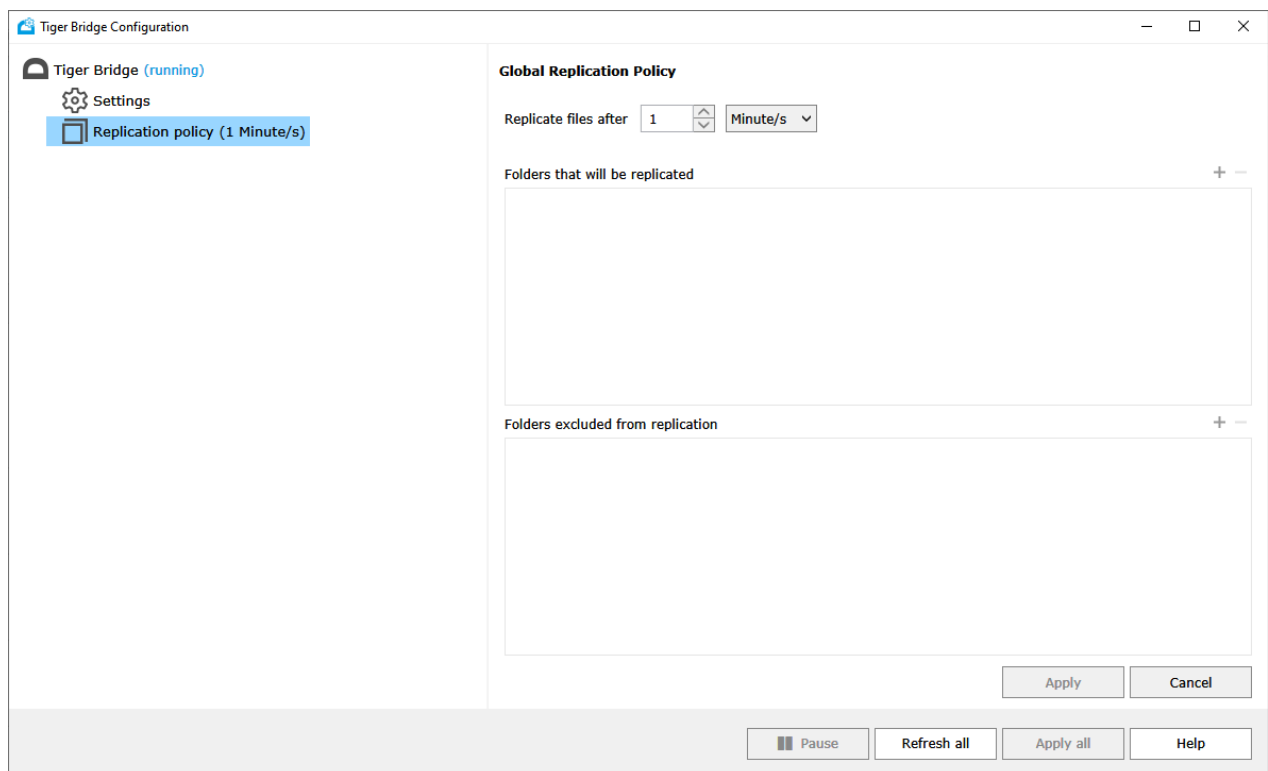 Tiger Bridge Configuration
Tiger Bridge (running)
Settings
Replication policy (1 Minute/s)
Global Replication Policy
Replicate files after 1 Minute/s
Folders that will be replicated
Folders excluded from replication
Apply Cancel
Pause Refresh all Apply all Help